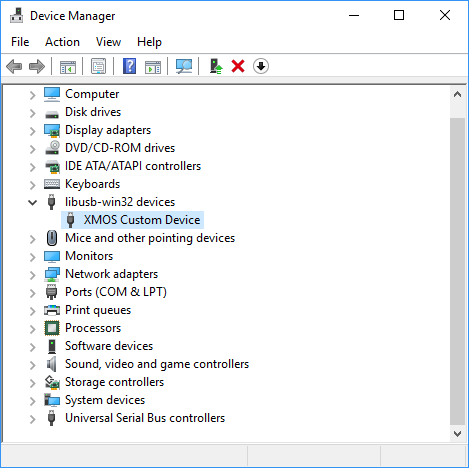 Device Manager
File Action View Help
Computer
Disk drives
Display adapters
DVD/CD-ROM drives
IDE ATA/ATAPI controllers
Keyboards
libusb-win32 devices
XMOS Custom Device
Mice and other pointing devices
Monitors
Network adapters
Ports (COM & LPT)
Print queues
Processors
Software devices
Sound, video and game controllers
Storage controllers
System devices
Universal Serial Bus controllers